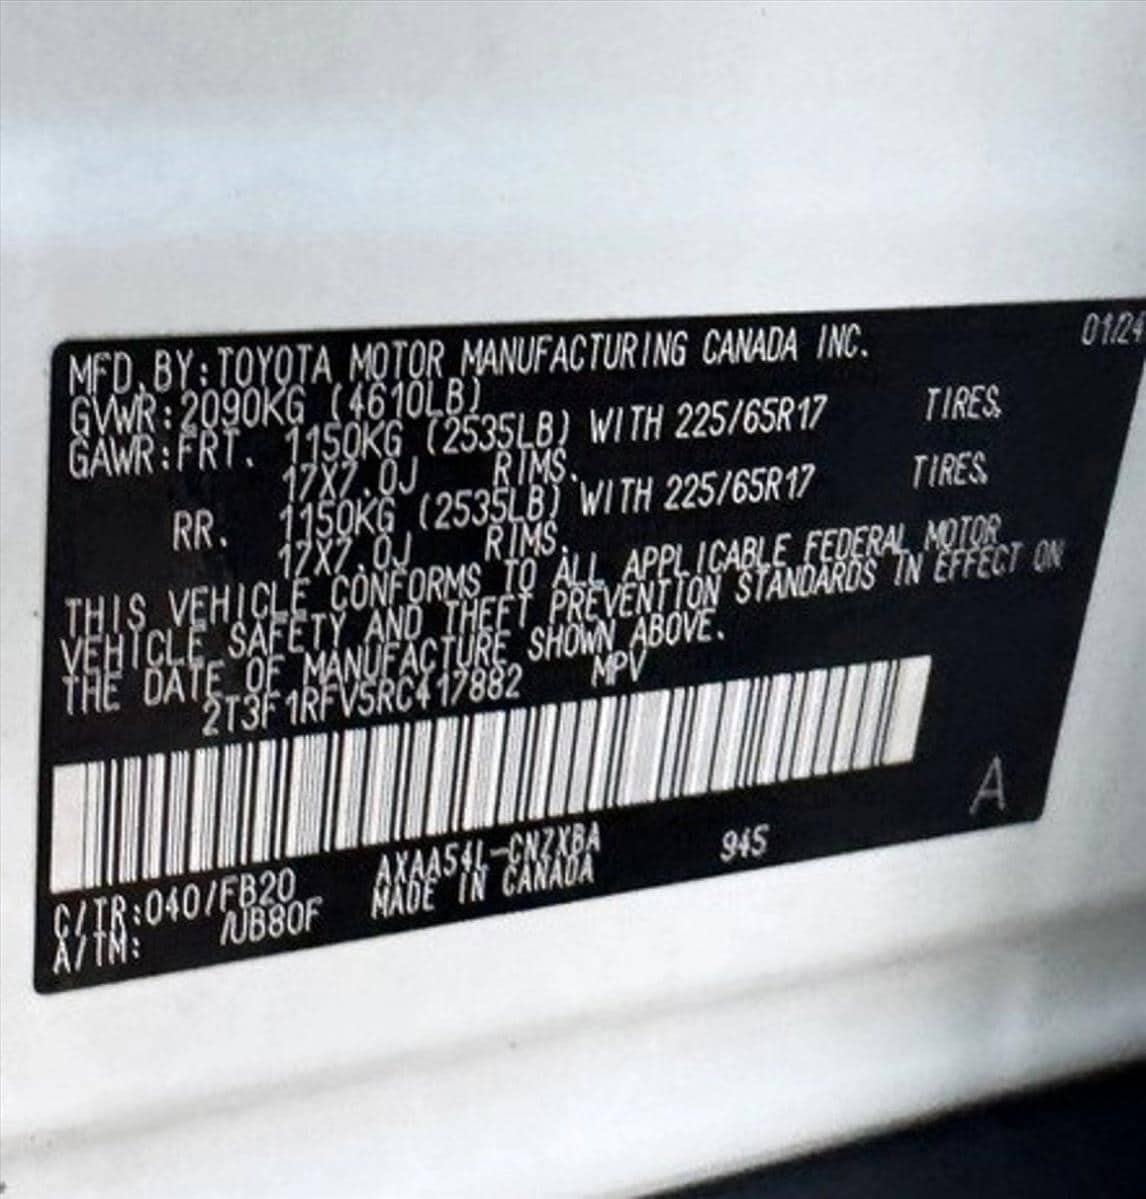 MFD. BY: TOYOTA MOTOR MANUFACTURING CANADA INC. 01/24
GVWR: 2090KG (4610LB)
GAWR: FRT. 1150KG (2535LB) WITH 225/65R17 TIRES,
17X7.0J RIMS.
RR. 1150KG (2535LB) WITH 225/65R17 TIRES,
17X7.0J RIMS.
THIS VEHICLE CONFORMS TO ALL APPLICABLE FEDERAL MOTOR
VEHICLE SAFETY AND THEFT PREVENTION STANDARDS IN EFFECT ON
THE DATE OF MANUFACTURE SHOWN ABOVE.
2T3F1RFV5RC417882 MPV
A
C/TR: 040/FB20 AXAA54L-CNZXBA 945
A/TM: /UB80F MADE IN CANADA